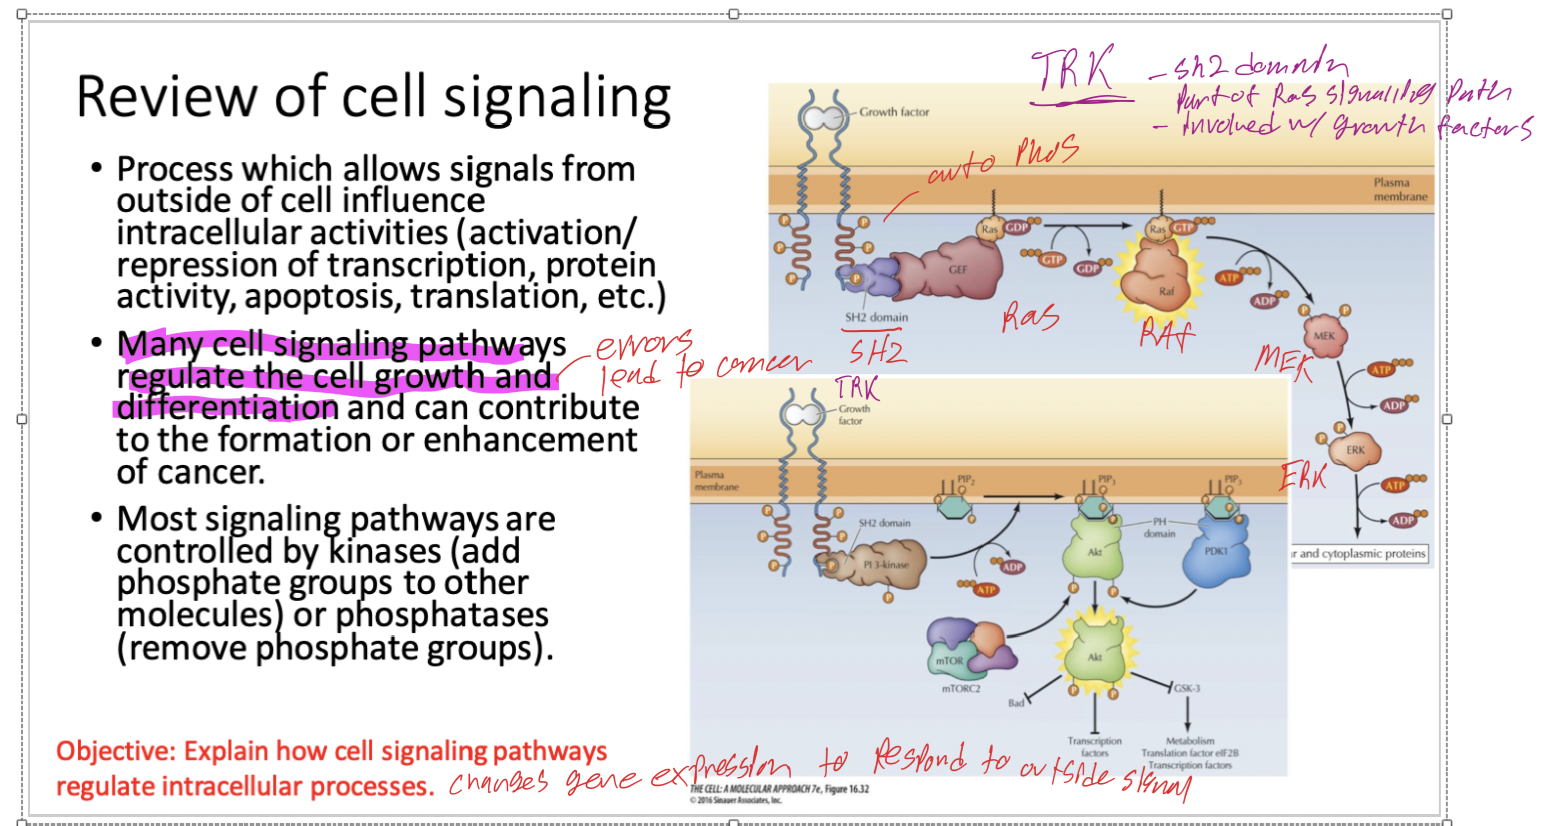 Review of cell signaling
• Process which allows signals from
outside of cell influence
intracellular activities (activation/
repression of transcription, protein
activity, apoptosis, translation, etc.)
• Many cell signaling pathways
regulate the cell growth and
differentiation and can contribute
to the formation or enhancement
of cancer.
• Most signaling pathways are
controlled by kinases (add
phosphate groups to other
molecules) or phosphatases
(remove phosphate groups).
errors
lead to cancer
Objective: Explain how cell signaling pathways
regulate intracellular processes.
changes gene expression to Respond to outside signal
TRK
- sh2 domain
Part of Ras signalling Path
- Involved w/ growth factors
Growth factor
auto Phos
Plasma
membrane
P
P
P
P
P
P
P
Ras
GDP
Ras
GTP
GEF
GTP
GDP
Raf
ATP
ADP
SH2 domain
SH2
Ras
RAf
P
P
MEK
MEK
ATP
ADP
P
P
ERK
ERK
ATP
ADP
r and cytoplasmic proteins
TRK
Growth
factor
Plasma
membrane
PIP2
PIP3
PIP3
P
P
P
P
P
P
SH2 domain
PH
domain
PI 3-kinase
P
ATP
ADP
Akt
PDK1
P
P
mTOR
mTORC2
Akt
P
P
Bad
GSK-3
Transcription
factors
Metabolism
Translation factor eIF2B
Transcription factors
THE CELL: A MOLECULAR APPROACH 7e, Figure 16.32
© 2016 Sinauer Associates, Inc.